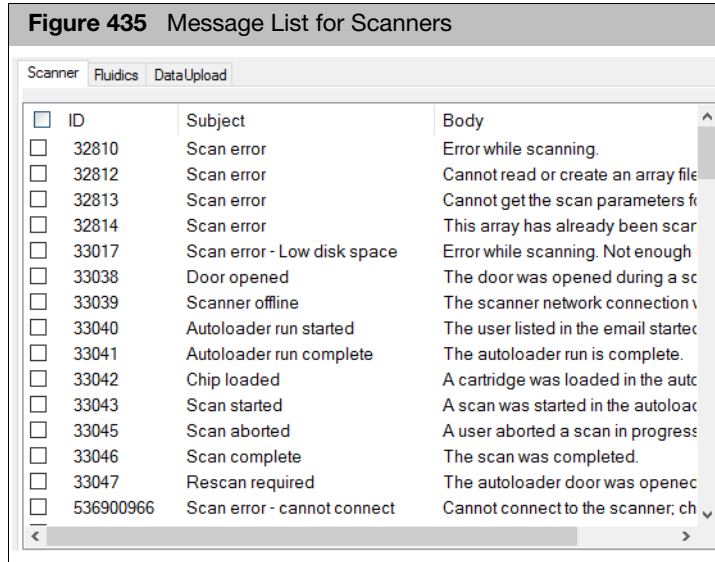 Figure 435 Message List for Scanners
Scanner Fluidics DataUpload
ID Subject Body
32810 Scan error Error while scanning.
32812 Scan error Cannot read or create an array file
32813 Scan error Cannot get the scan parameters fo
32814 Scan error This array has already been scar
33017 Scan error - Low disk space Error while scanning. Not enough
33038 Door opened The door was opened during a sc
33039 Scanner offline The scanner network connection
33040 Autoloader run started The user listed in the email started
33041 Autoloader run complete The autoloader run is complete.
33042 Chip loaded A cartridge was loaded in the auto
33043 Scan started A scan was started in the autoload
33045 Scan aborted A user aborted a scan in progress
33046 Scan complete The scan was completed.
33047 Rescan required The autoloader door was opened
536900966 Scan error - cannot connect Cannot connect to the scanner; ch